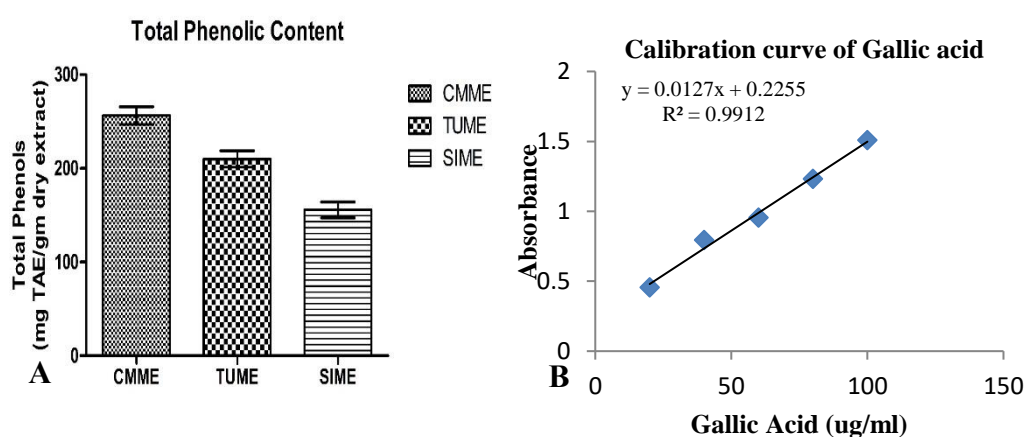 Total Phenolic Content
Total Phenols
(mg TAE/gm dry extract)
300
200
100
0
CMME
TUME
SIME
CMME
TUME
SIME
A
Calibration curve of Gallic acid
y = 0.0127x + 0.2255
R² = 0.9912
Absorbance
2
1.5
1
0.5
0
0
50
100
150
Gallic Acid (ug/ml)
B